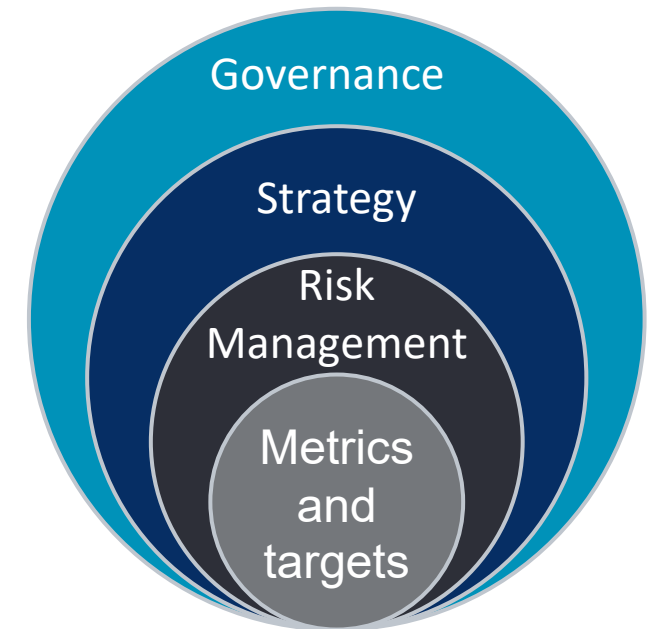 Governance
Strategy
Risk
Management
Metrics
and
targets